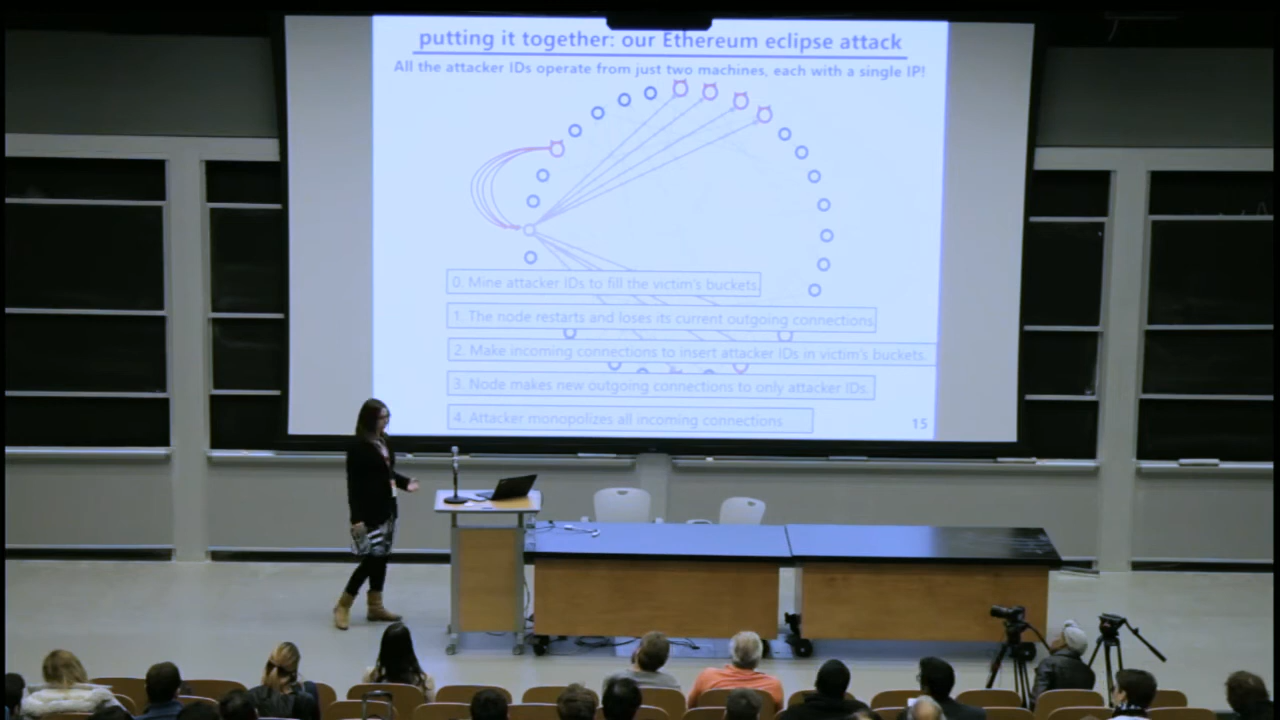 putting it together: our Ethereum eclipse attack
All the attacker IDs operate from just two machines, each with a single IP!
0. Mine attacker IDs to fill the victim's buckets.
1. The node restarts and loses its current outgoing connections
2. Make incoming connections to insert attacker IDs in victim's buckets.
3. Node makes new outgoing connections to only attacker IDs.
4. Attacker monopolizes all incoming connections
15